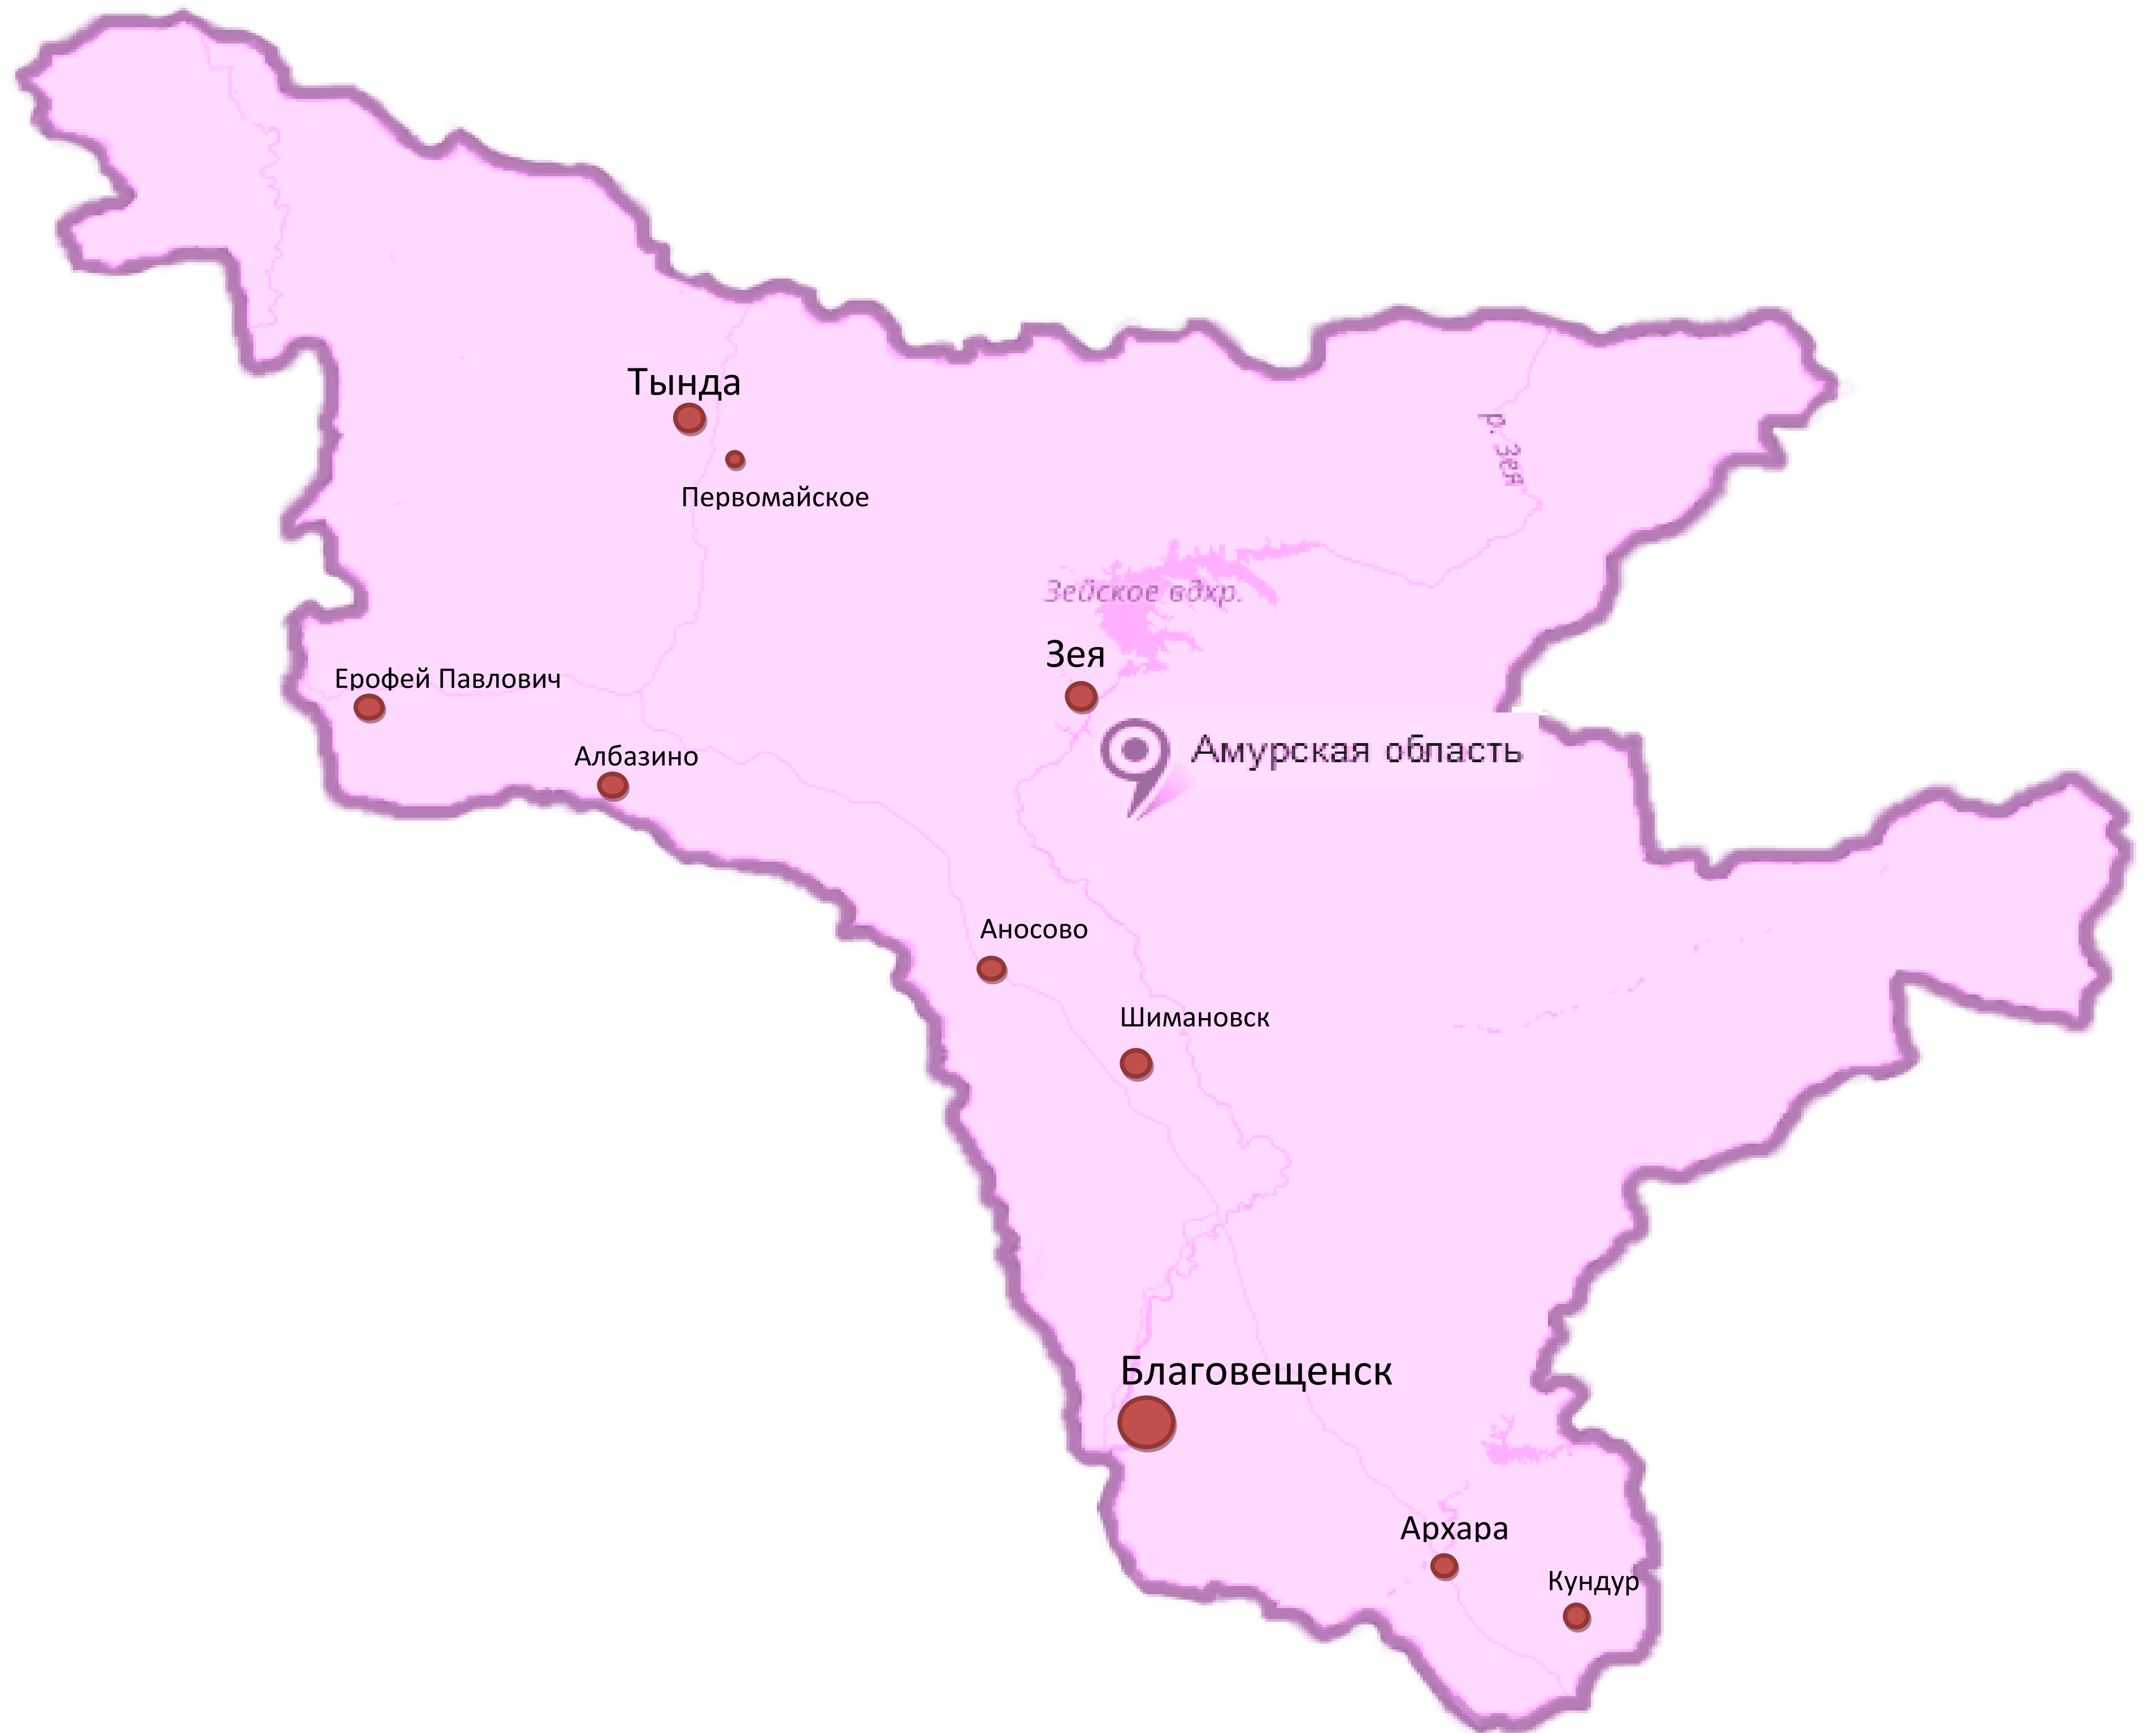 Тында
Первомайское
р. Зея
Зейское вдхр.
Зея
Ерофей Павлович
Амурская область
Албазино
Аносово
Шимановск
Благовещенск
Архара
Кундур